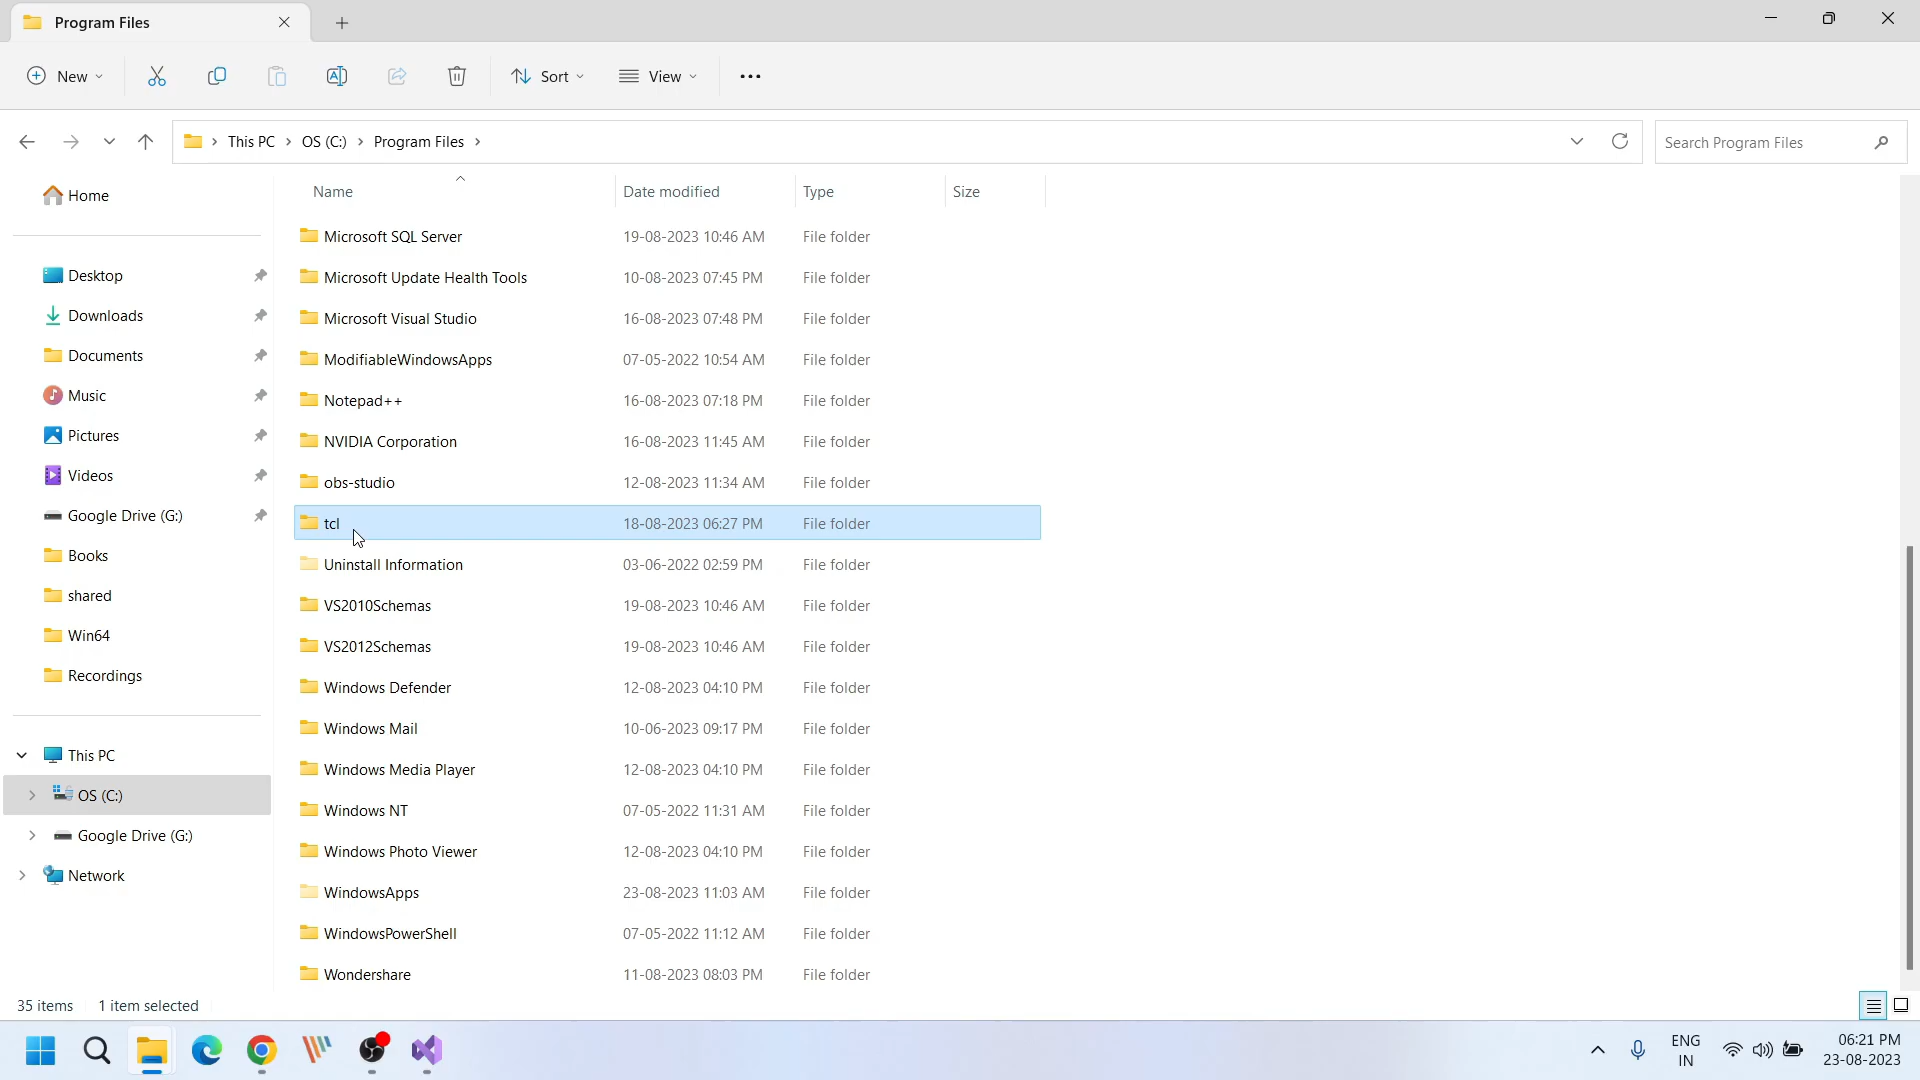 Program Files
New
Sort
View
This PC
OS (C:)
Program Files
Search Program Files
Home
Desktop
Downloads
Documents
Music
Pictures
Videos
Google Drive (G:)
Books
shared
Win64
Recordings
This PC
OS (C:)
Google Drive (G:)
Network
Name Date modified Type Size
Microsoft SQL Server 19-08-2023 10:46 AM File folder
Microsoft Update Health Tools 10-08-2023 07:45 PM File folder
Microsoft Visual Studio 16-08-2023 07:48 PM File folder
ModifiableWindowsApps 07-05-2022 10:54 AM File folder
Notepad++ 16-08-2023 07:18 PM File folder
NVIDIA Corporation 16-08-2023 11:45 AM File folder
obs-studio 12-08-2023 11:34 AM File folder
tcl 18-08-2023 06:27 PM File folder
Uninstall Information 03-06-2022 02:59 PM File folder
VS2010Schemas 19-08-2023 10:46 AM File folder
VS2012Schemas 19-08-2023 10:46 AM File folder
Windows Defender 12-08-2023 04:10 PM File folder
Windows Mail 10-06-2023 09:17 PM File folder
Windows Media Player 12-08-2023 04:10 PM File folder
Windows NT 07-05-2022 11:31 AM File folder
Windows Photo Viewer 12-08-2023 04:10 PM File folder
WindowsApps 23-08-2023 11:03 AM File folder
WindowsPowerShell 07-05-2022 11:12 AM File folder
Wondershare 11-08-2023 08:03 PM File folder
35 items 1 item selected
ENG
IN
06:21 PM
23-08-2023